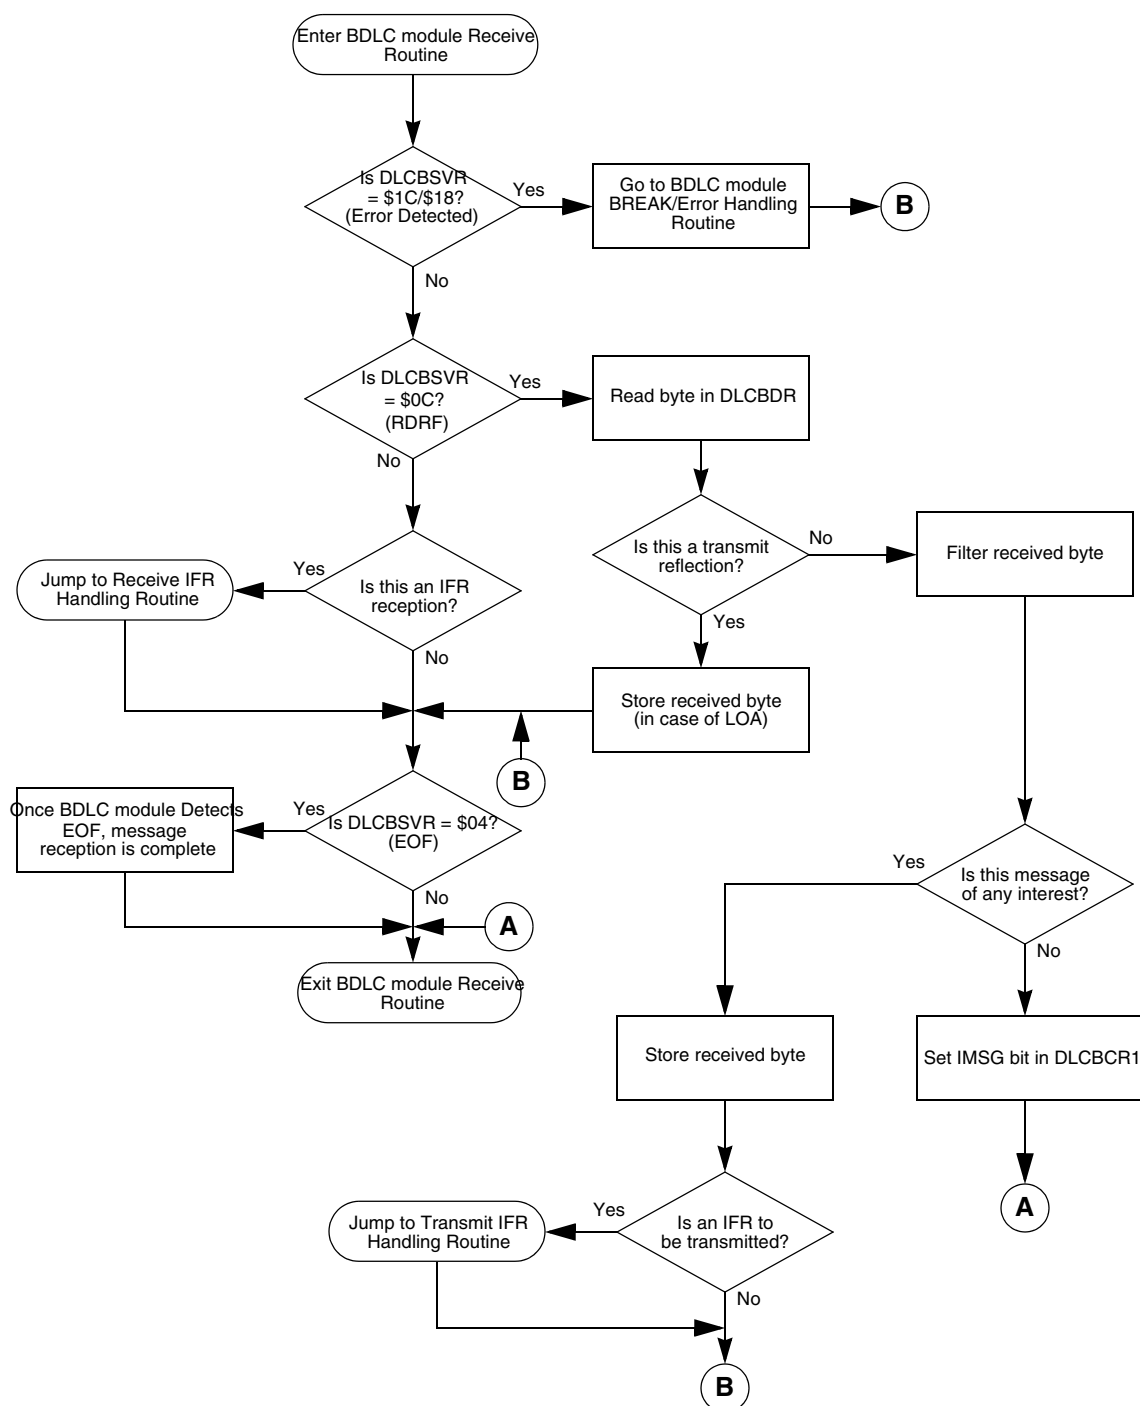 Enter BDLC module Receive
Routine
Is DLCBSVR
= $1C/$18?
(Error Detected)
Yes
Go to BDLC module
BREAK/Error Handling
Routine
B
No
Is DLCBSVR
= $0C?
(RDRF)
Yes
Read byte in DLCBDR
No
Is this a transmit
reflection?
No
Filter received byte
Yes
Jump to Receive IFR
Handling Routine
Yes
Is this an IFR
reception?
No
Store received byte
(in case of LOA)
B
Once BDLC module Detects
EOF, message
reception is complete
Yes
Is DLCBSVR = $04?
(EOF)
No
A
Exit BDLC module Receive
Routine
Yes
Is this message
of any interest?
No
Store received byte
Set IMSG bit in DLCBCR1
A
Jump to Transmit IFR
Handling Routine
Yes
Is an IFR to
be transmitted?
No
B